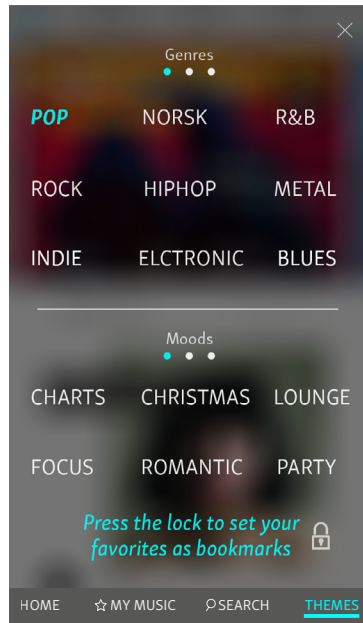 Genres
POP NORSK R&B
ROCK HIPHOP METAL
INDIE ELCTRONIC BLUES
Moods
CHARTS CHRISTMAS LOUNGE
FOCUS ROMANTIC PARTY
Press the lock to set your
favorites as bookmarks
HOME MY MUSIC SEARCH THEMES